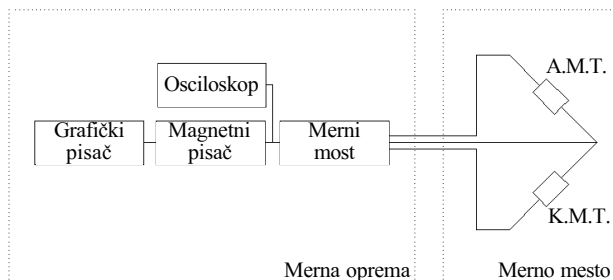 A.M.T.
Osciloskop
Grafički
pisač
Magnetni
pisač
Merni
most
K.M.T.
Merna oprema
Merno mesto